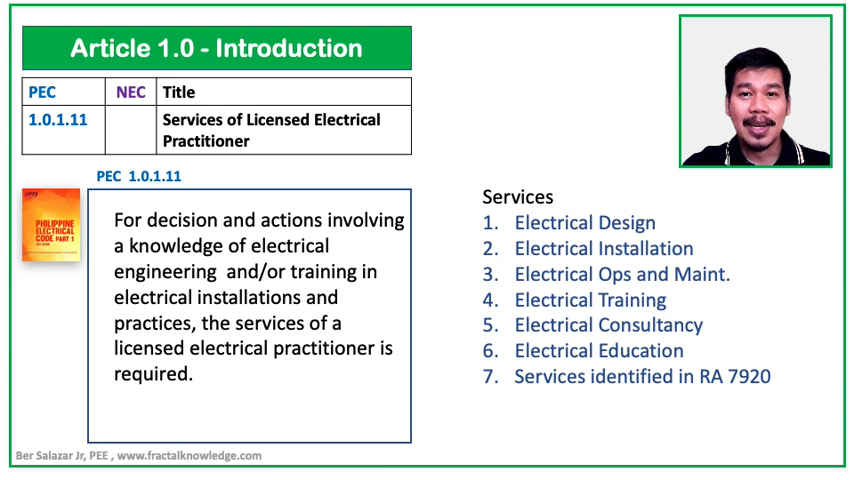 Article 1.0 - Introduction
PEC NEC Title
1.0.1.11 Services of Licensed Electrical
Practitioner
PEC 1.0.1.11
PHILIPPINE
ELECTRICAL
CODE PART 1
For decision and actions involving
a knowledge of electrical
engineering and/or training in
electrical installations and
practices, the services of a
licensed electrical practitioner is
required.
Services
1. Electrical Design
2. Electrical Installation
3. Electrical Ops and Maint.
4. Electrical Training
5. Electrical Consultancy
6. Electrical Education
7. Services identified in RA 7920
Ber Salazar Jr, PEE , www.fractalknowledge.com